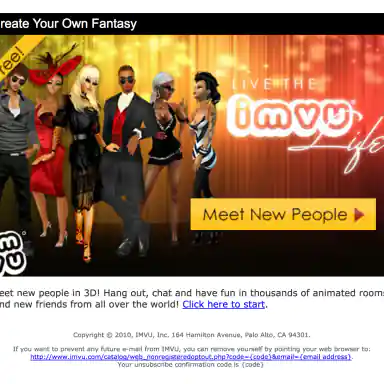 reate Your Own Fantasy
free!
LIVE THE
imvu
Life
Meet New People
imvu
eet new people in 3D! Hang out, chat and have fun in thousands of animated rooms
nd new friends from all over the world! Click here to start.
Copyright © 2010, IMVU, Inc. 164 Hamilton Avenue, Palo Alto, CA 94301.
If you want to prevent any future e-mail from IMVU, you can remove yourself by pointing your web browser to:
http://www.imvu.com/catalog/web_nonregisteredoptout.php?code={code}&email={email address}.
Your unsubscribe confirmation code is {code}